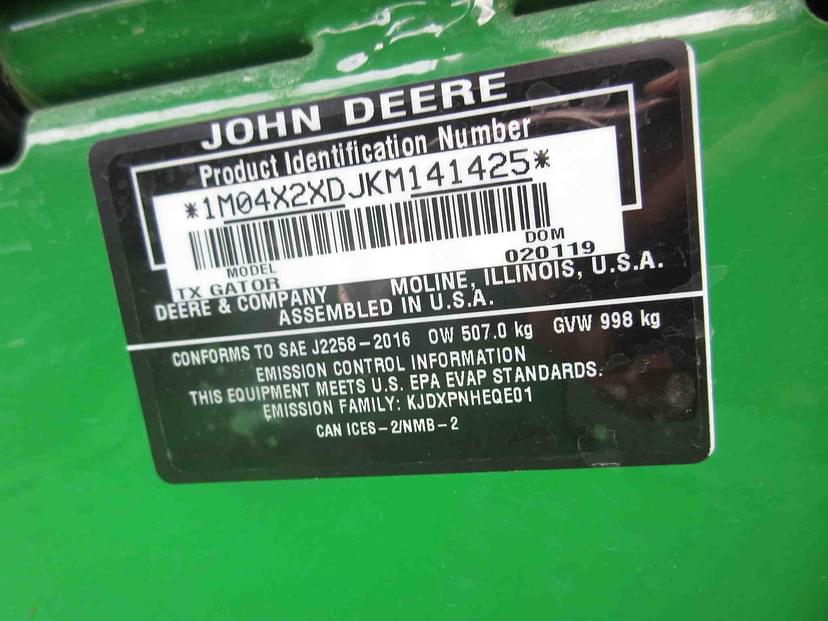 JOHN DEERE
Product Identification Number
*1M04X2XDJKM141425*
MODEL DOM
TX GATOR 020119
DEERE & COMPANY MOLINE, ILLINOIS, U.S.A.
ASSEMBLED IN U.S.A.
CONFORMS TO SAE J2258-2016 OW 507.0 kg GVW 998 kg
EMISSION CONTROL INFORMATION
THIS EQUIPMENT MEETS U.S. EPA EVAP STANDARDS.
EMISSION FAMILY: KJDXPNHEQE01
CAN ICES-2/NMB-2